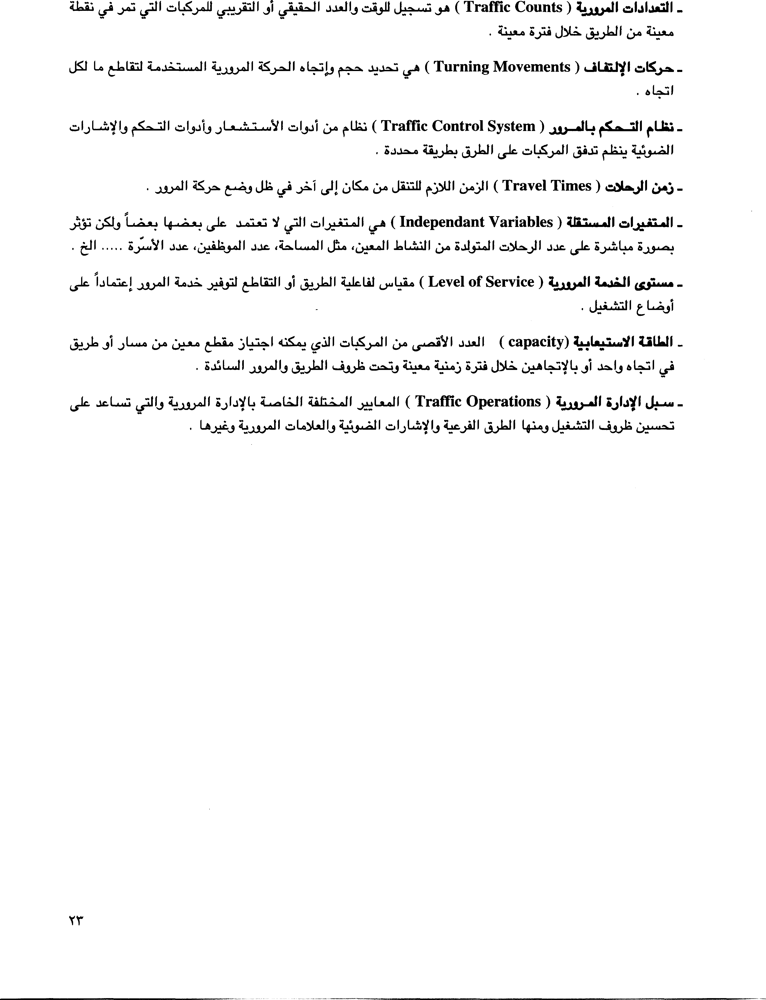 ـ التعدادات المرورية ( Traffic Counts ) هو تسجيل للوقت والعدد الحقيقي أو التقريبي للمركبات التي تمر في نقطة
معينة من الطريق خلال فترة معينة .
ـ حركات الإلتفاف ( Turning Movements ) هي تحديد حجم وإتجاه الحركة المرورية المستخدمة لتقاطع ما لكل
اتجاه .
ـ نظام التحكم بالمرور ( Traffic Control System ) نظام من أدوات الأستشعار وأدوات التحكم والإشارات
الضوئية ينظم تدفق المركبات على الطرق بطريقة محددة .
ـ زمن الرحلات ( Travel Times ) الزمن اللازم للتنقل من مكان إلى آخر في ظل وضع حركة المرور .
ـ المتغيرات المستقلة ( Independant Variables ) هي المتغيرات التي لا تعتمد على بعضها بعضاً ولكن تؤثر
بصورة مباشرة على عدد الرحلات المتولدة من النشاط المعين، مثل المساحة، عدد الموظفين، عدد الأسّرة ..... الخ .
ـ مستوى الخدمة المرورية ( Level of Service ) مقياس لفاعلية الطريق أو التقاطع لتوفير خدمة المرور إعتماداً على
أوضاع التشغيل .
ـ الطاقة الاستيعابية (capacity ) العدد الأقصى من المركبات الذي يمكنه اجتياز مقطع معين من مسار أو طريق
في اتجاه واحد أو بالإتجاهين خلال فترة زمنية معينة وتحت ظروف الطريق والمرور السائدة .
ـ سبل الإدارة المرورية ( Traffic Operations ) المعايير المختلفة الخاصة بالإدارة المرورية والتي تساعد على
تحسين ظروف التشغيل ومنها الطرق الفرعية والإشارات الضوئية والعلامات المرورية وغيرها .
٢٣